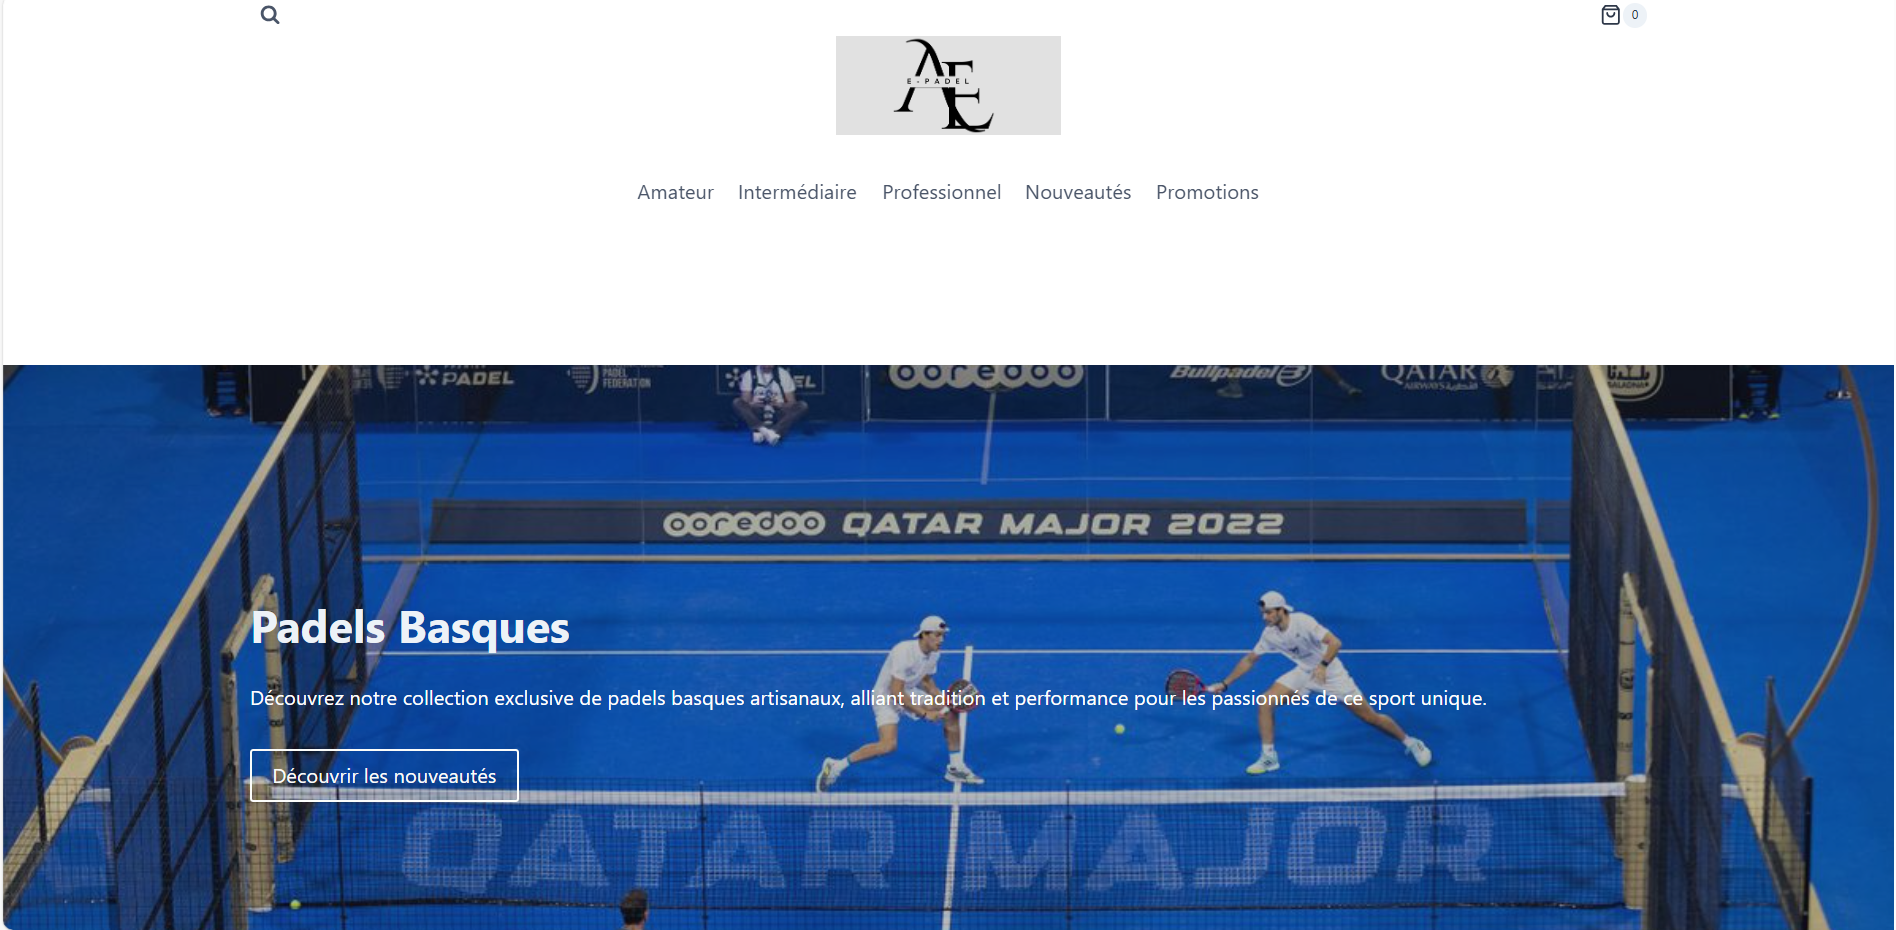 0
AE
E-PADEL
Amateur Intermédiaire Professionnel Nouveautés Promotions
PADEL
PADEL
FEDERATION
EL
ooredoo
Bullpadel
QATAR
AIRWAYS
BALADNA
ooredoo QATAR MAJOR 2022
Padels Basques
Découvrez notre collection exclusive de padels basques artisanaux, alliant tradition et performance pour les passionnés de ce sport unique.
Découvrir les nouveautés
QATAR MAJOR